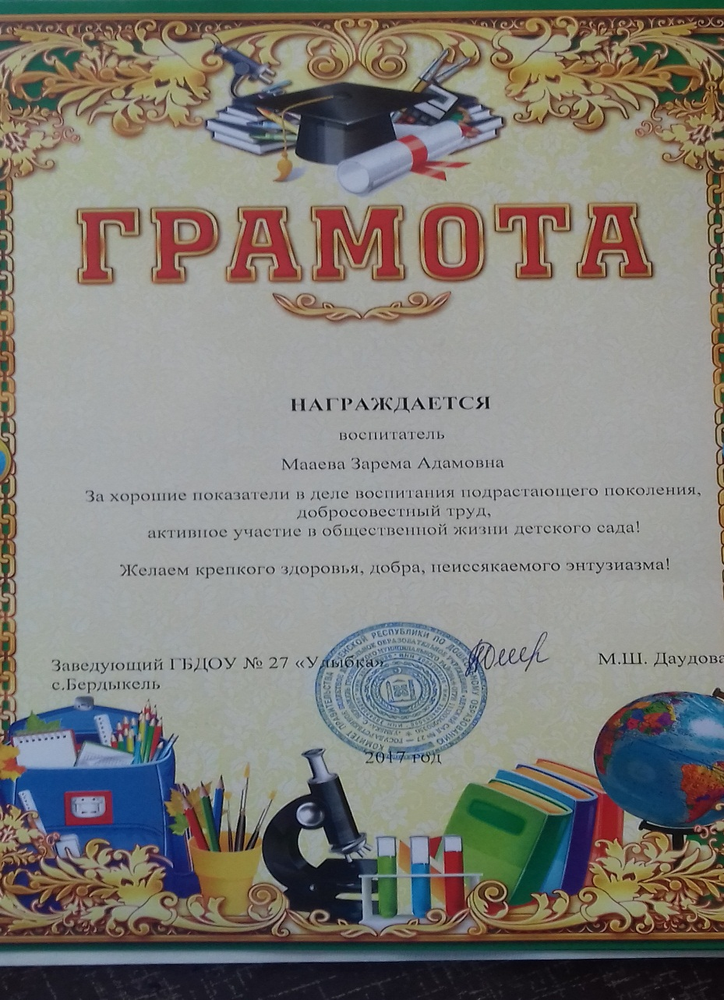 ГРАМОТА
НАГРАЖДАЕТСЯ
воспитатель
Мааева Зарема Адамовна
За хорошие показатели в деле воспитания подрастающего поколения,
добросовестный труд,
активное участие в общественной жизни детского сада!
Желаем крепкого здоровья, добра, неиссякаемого энтузиазма!
Заведующий ГБДОУ № 27 «Улыбка» М.Ш. Даудова
с.Бердыкель
2017 год